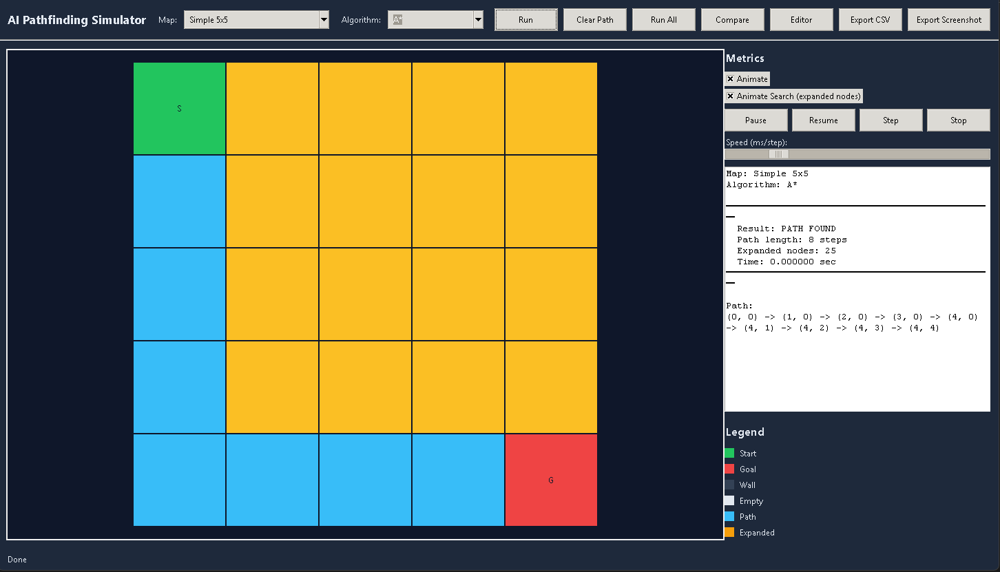 AI Pathfinding Simulator Map: Simple 5x5 Algorithm: A* Run Clear Path Run All Compare Editor Export CSV Export Screenshot
S
G
Metrics
Animate
Animate Search (expanded nodes)
Pause Resume Step Stop
Speed (ms/step):
Map: Simple 5x5
Algorithm: A*
Result: PATH FOUND
Path length: 8 steps
Expanded nodes: 25
Time: 0.000000 sec
Path:
(0, 0) -> (1, 0) -> (2, 0) -> (3, 0) -> (4, 0)
-> (4, 1) -> (4, 2) -> (4, 3) -> (4, 4)
Legend
Start
Goal
Wall
Empty
Path
Expanded
Done